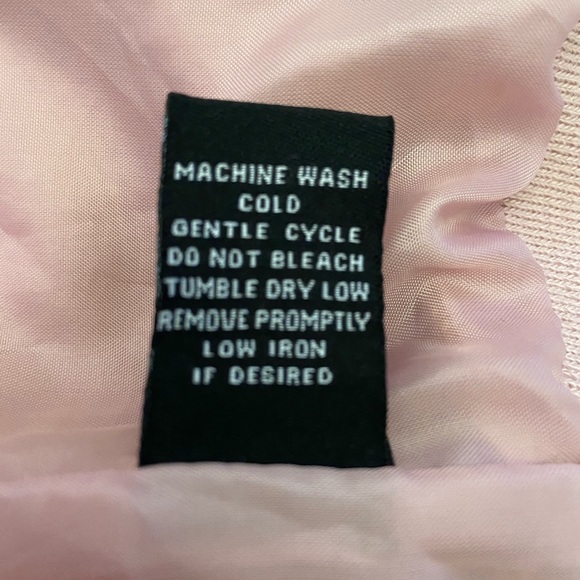 MACHINE WASH
COLD
GENTLE CYCLE
DO NOT BLEACH
TUMBLE DRY LOW
REMOVE PROMPTLY
LOW IRON
IF DESIRED